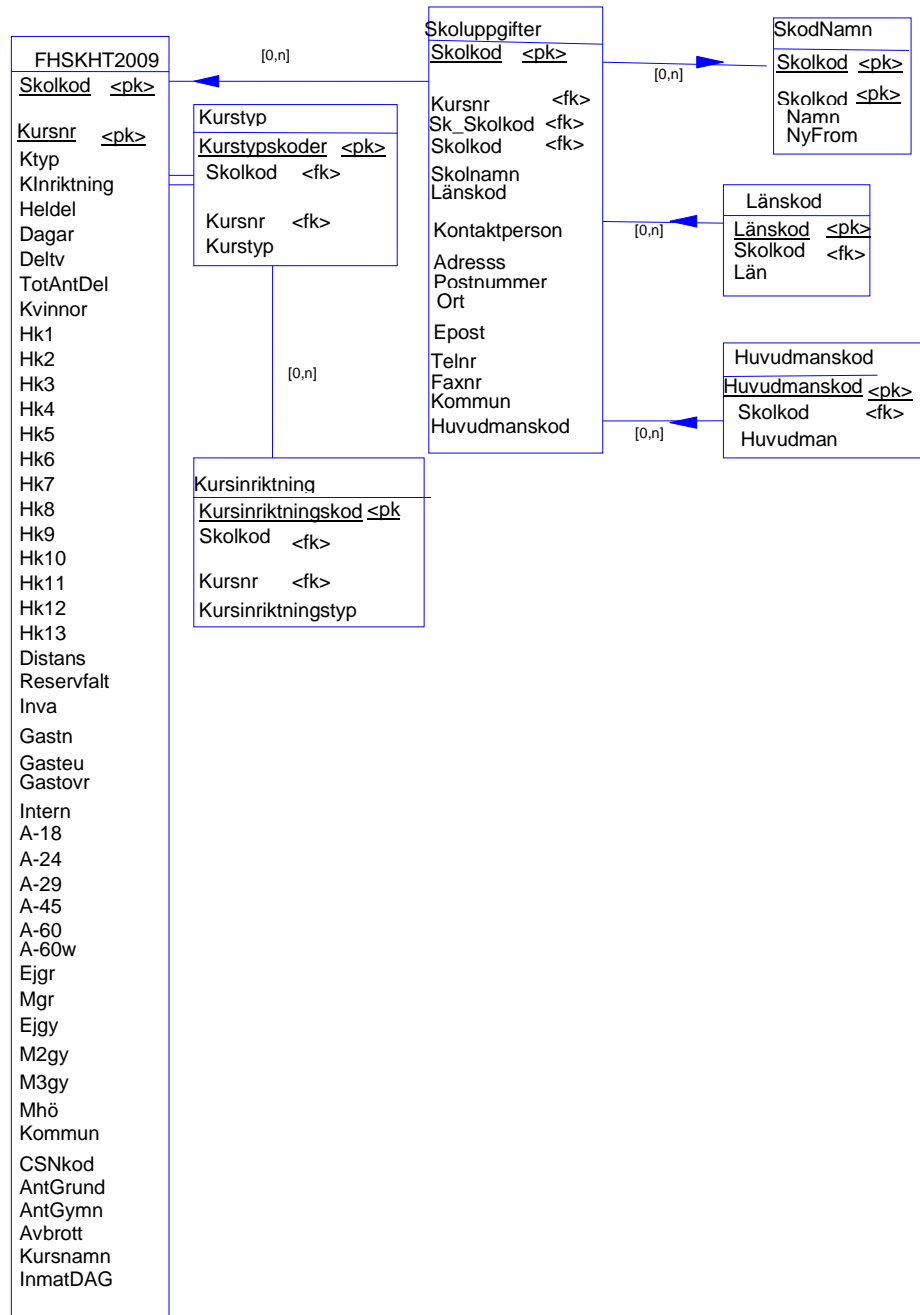 FHSKHT2009
Skolkod <pk>
Kursnr <pk>
Ktyp
KInriktning
Heldel
Dagar
Deltv
TotAntDel
Kvinnor
Hk1
Hk2
Hk3
Hk4
Hk5
Hk6
Hk7
Hk8
Hk9
Hk10
Hk11
Hk12
Hk13
Distans
Reservfalt
Inva
Gastn
Gasteu
Gastovr
Intern
A-18
A-24
A-29
A-45
A-60
A-60w
Ejgr
Mgr
Ejgy
M2gy
M3gy
Mhö
Kommun
CSNkod
AntGrund
AntGymn
Avbrott
Kursnamn
InmatDAG
[0,n]
Kurstyp
Kurstypskoder <pk>
Skolkod <fk>
Kursnr <fk>
Kurstyp
[0,n]
Kursinriktning
Kursinriktningskod <pk
Skolkod <fk>
Kursnr <fk>
Kursinriktningstyp
Skoluppgifter
Skolkod <pk>
Kursnr <fk>
Sk_Skolkod <fk>
Skolkod <fk>
Skolnamn
Länskod
Kontaktperson
Adresss
Postnummer
Ort
Epost
Telnr
Faxnr
Kommun
Huvudmanskod
[0,n]
SkodNamn
Skolkod <pk>
Skolkod <pk>
Namn
NyFrom
[0,n]
Länskod
Länskod <pk>
Skolkod <fk>
Län
[0,n]
Huvudmanskod
Huvudmanskod <pk>
Skolkod <fk>
Huvudman